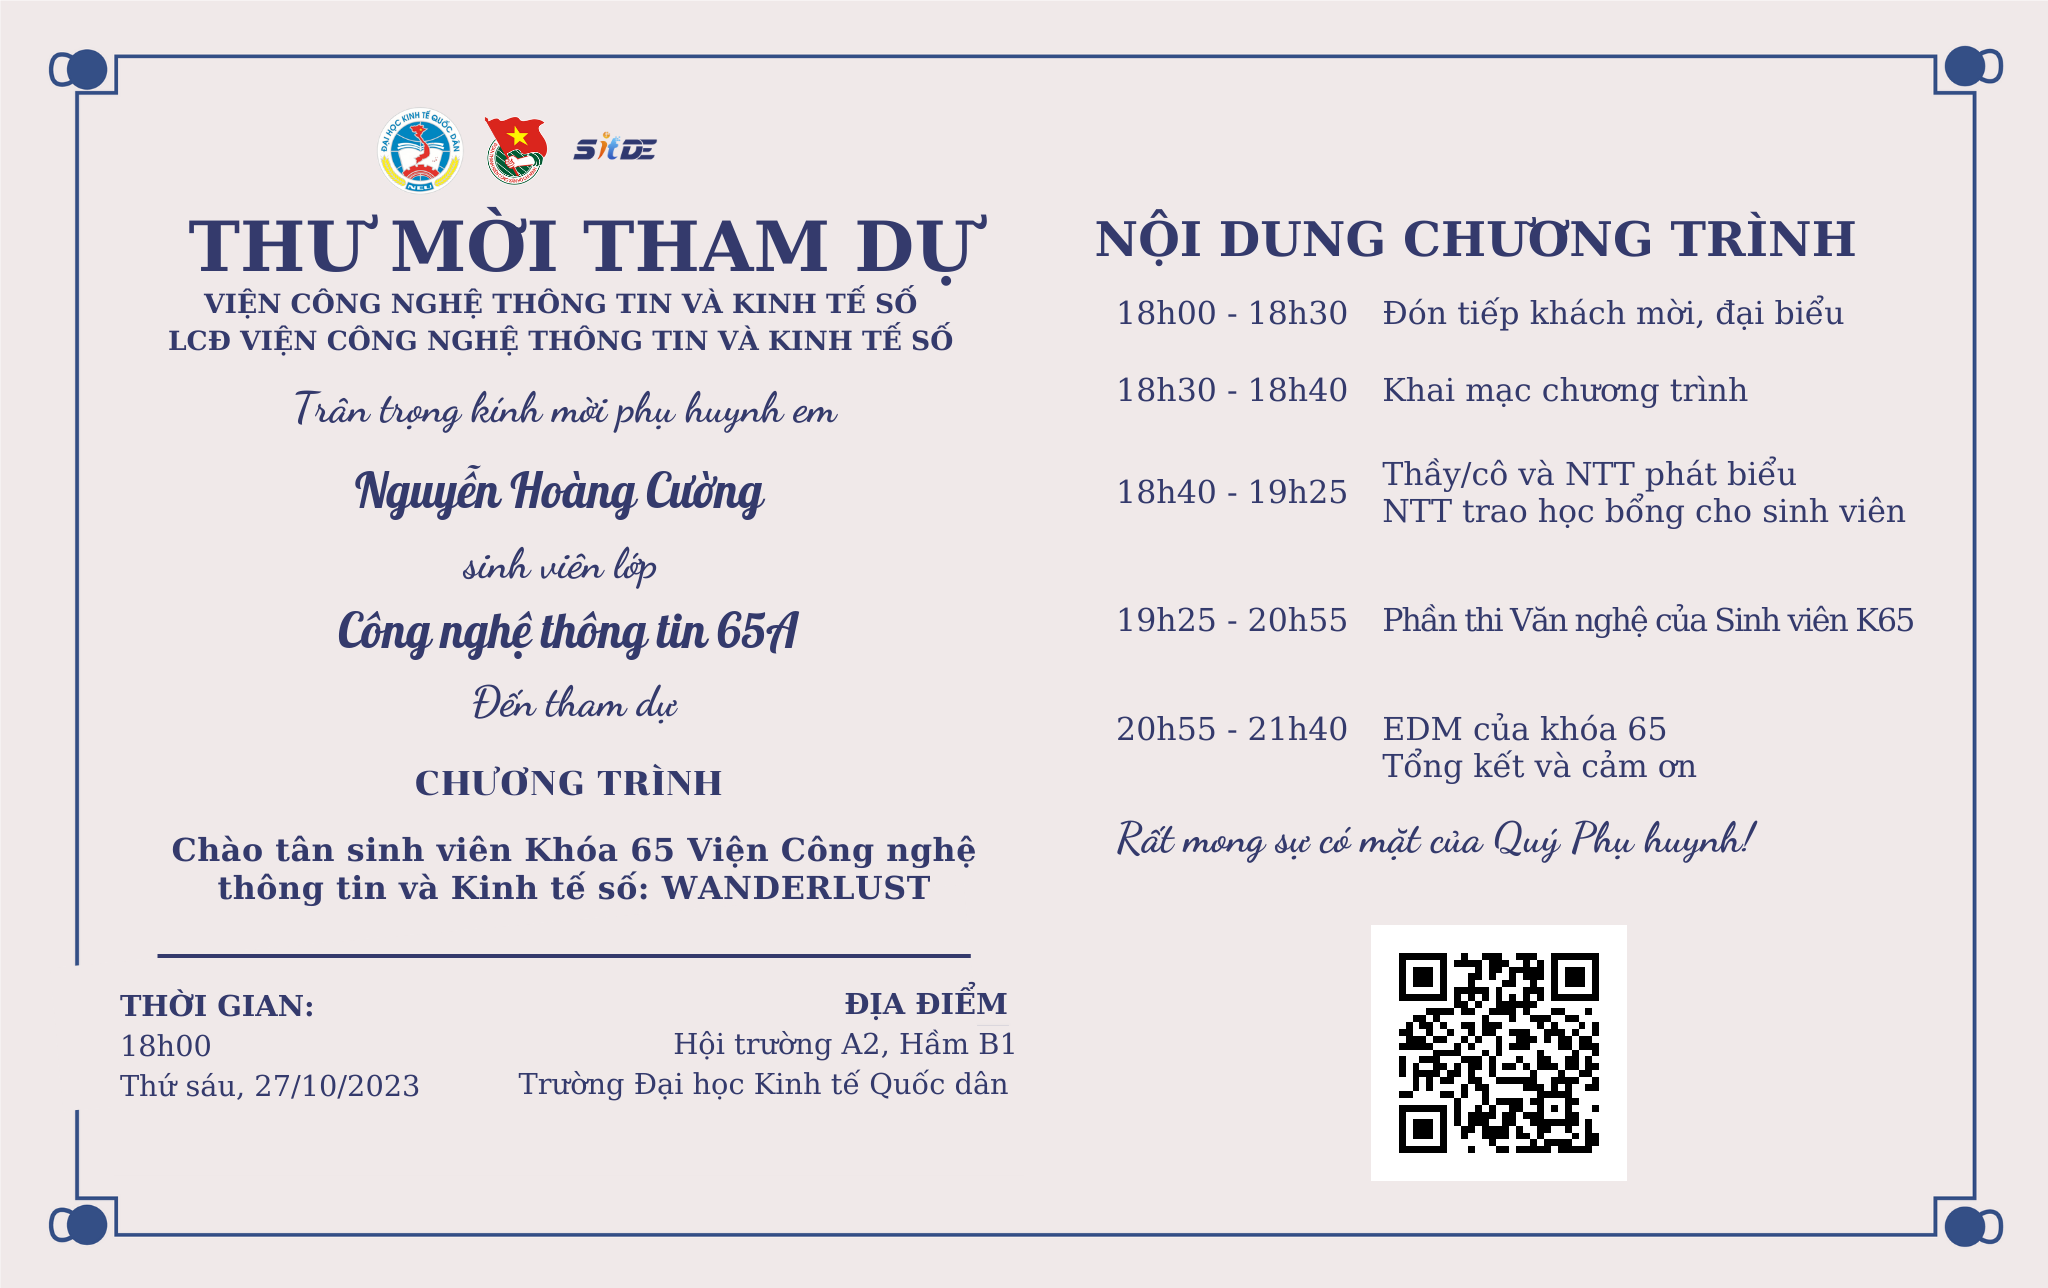 ĐẠI HỌC KINH TẾ QUỐC DÂN
NEU
SitDE
THƯ MỜI THAM DỰ
VIỆN CÔNG NGHỆ THÔNG TIN VÀ KINH TẾ SỐ
LCĐ VIỆN CÔNG NGHỆ THÔNG TIN VÀ KINH TẾ SỐ
Trân trọng kính mời phụ huynh em
Nguyễn Hoàng Cường
sinh viên lớp
Công nghệ thông tin 65A
Đến tham dự
CHƯƠNG TRÌNH
Chào tân sinh viên Khóa 65 Viện Công nghệ
thông tin và Kinh tế số: WANDERLUST
THỜI GIAN:
18h00
Thứ sáu, 27/10/2023
ĐỊA ĐIỂM
Hội trường A2, Hầm B1
Trường Đại học Kinh tế Quốc dân
NỘI DUNG CHƯƠNG TRÌNH
18h00 - 18h30 Đón tiếp khách mời, đại biểu
18h30 - 18h40 Khai mạc chương trình
18h40 - 19h25 Thầy/cô và NTT phát biểu
NTT trao học bổng cho sinh viên
19h25 - 20h55 Phần thi Văn nghệ của Sinh viên K65
20h55 - 21h40 EDM của khóa 65
Tổng kết và cảm ơn
Rất mong sự có mặt của Quý Phụ huynh!